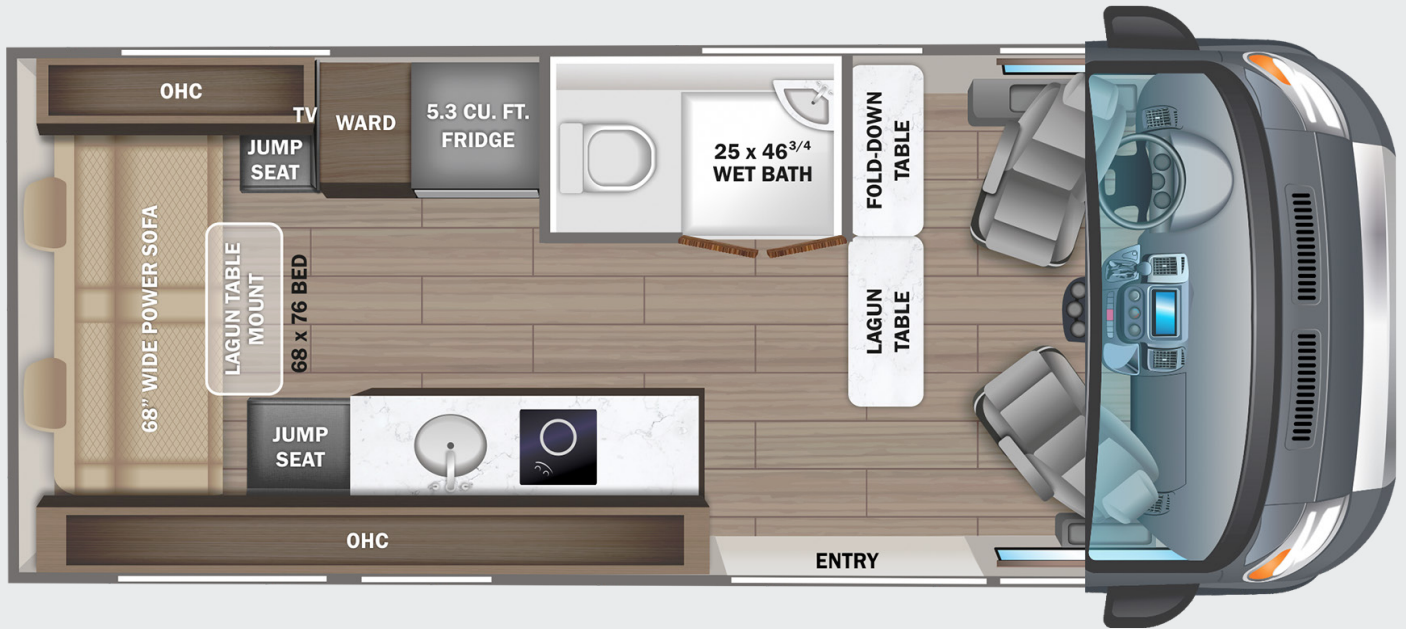 OHC
TV
WARD
5.3 CU. FT.
FRIDGE
JUMP
SEAT
25 x 46 3/4
WET BATH
FOLD-DOWN
TABLE
68” WIDE POWER SOFA
LAGUN TABLE
MOUNT
68 x 76 BED
LAGUN
TABLE
JUMP
SEAT
OHC
ENTRY